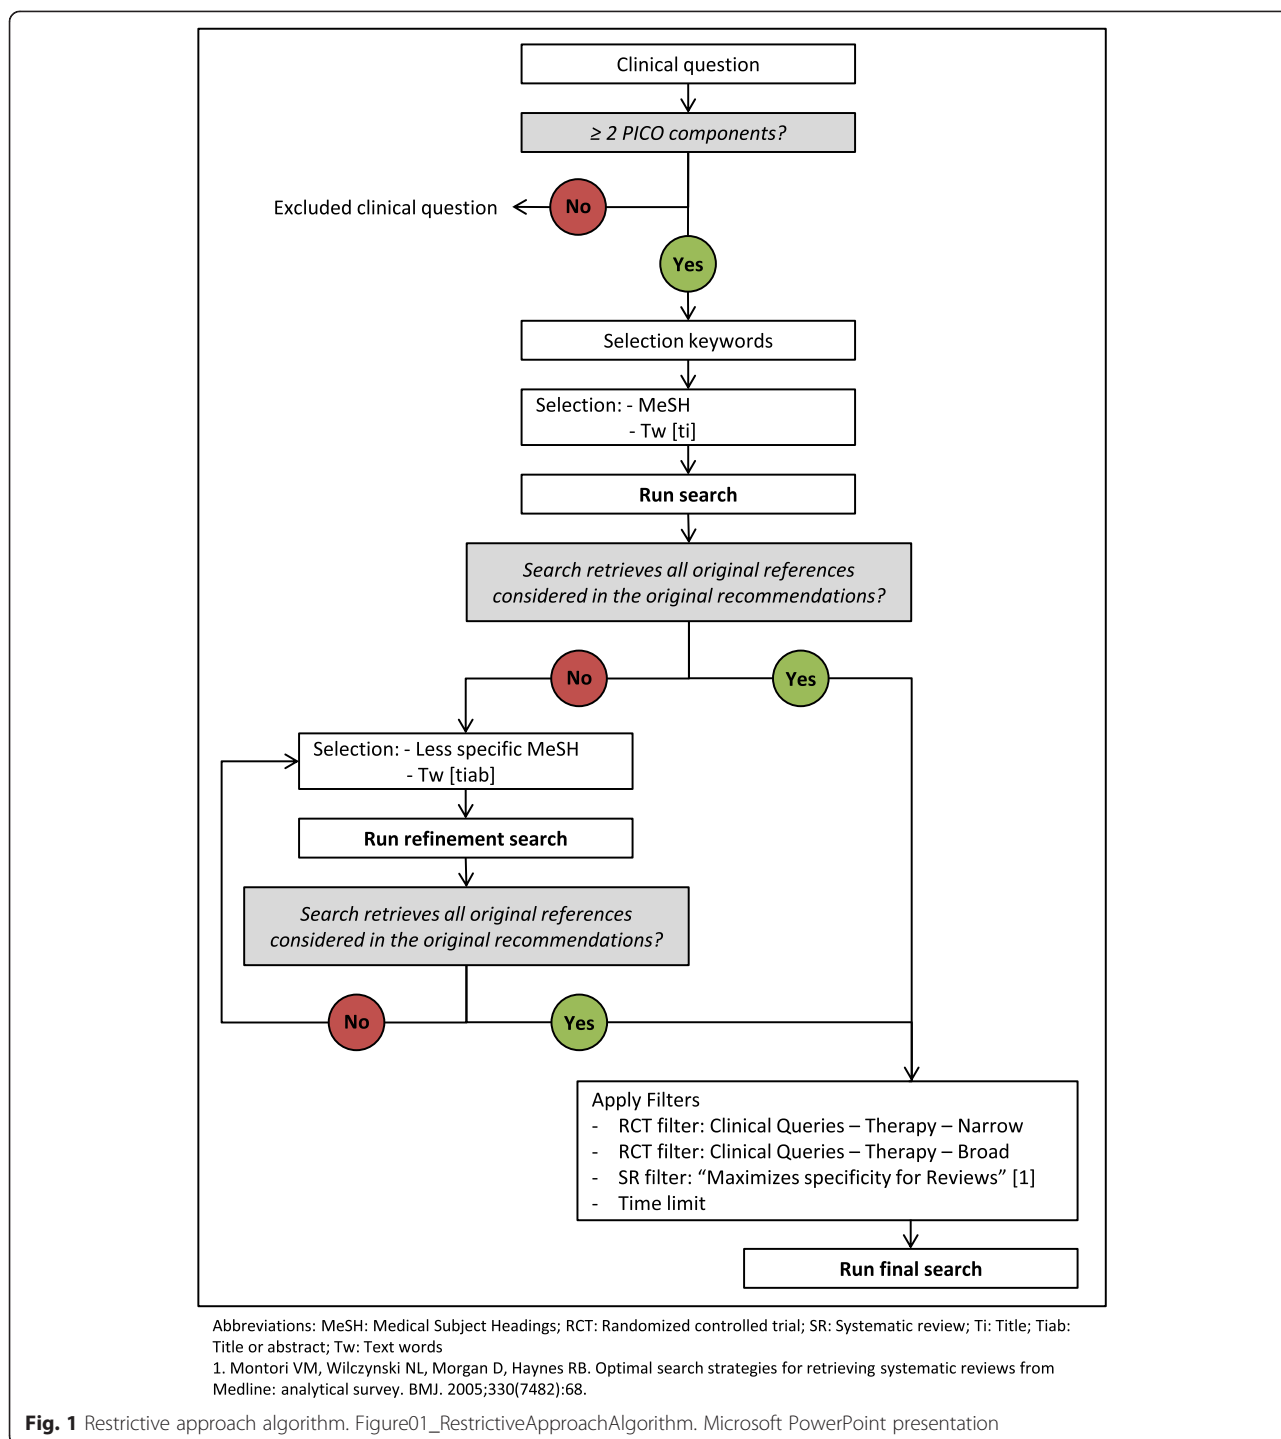 Clinical question
≥ 2 PICO components?
No
Excluded clinical question
Yes
Selection keywords
Selection: - MeSH
- Tw [ti]
Run search
Search retrieves all original references
considered in the original recommendations?
No
Yes
Selection: - Less specific MeSH
- Tw [tiab]
Run refinement search
Search retrieves all original references
considered in the original recommendations?
No
Yes
Apply Filters
- RCT filter: Clinical Queries – Therapy – Narrow
- RCT filter: Clinical Queries – Therapy – Broad
- SR filter: “Maximizes specificity for Reviews” [1]
- Time limit
Run final search
Abbreviations: MeSH: Medical Subject Headings; RCT: Randomized controlled trial; SR: Systematic review; Ti: Title; Tiab:
Title or abstract; Tw: Text words
1. Montori VM, Wilczynski NL, Morgan D, Haynes RB. Optimal search strategies for retrieving systematic reviews from
Medline: analytical survey. BMJ. 2005;330(7482):68.
Fig. 1 Restrictive approach algorithm. Figure01_RestrictiveApproachAlgorithm. Microsoft PowerPoint presentation